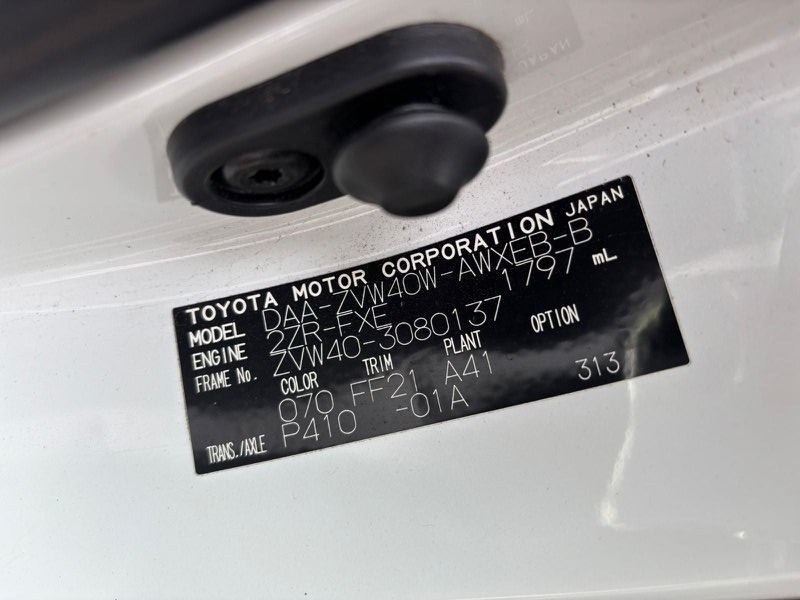 TOYOTA MOTOR CORPORATION JAPAN
MODEL DAA-ZVW40W-AWXEB-B
ENGINE 2ZR-FXE 1797 mL
FRAME No. ZVW40-3080137
COLOR TRIM PLANT OPTION
070 FF21 A41 313
TRANS./AXLE P410 -01A